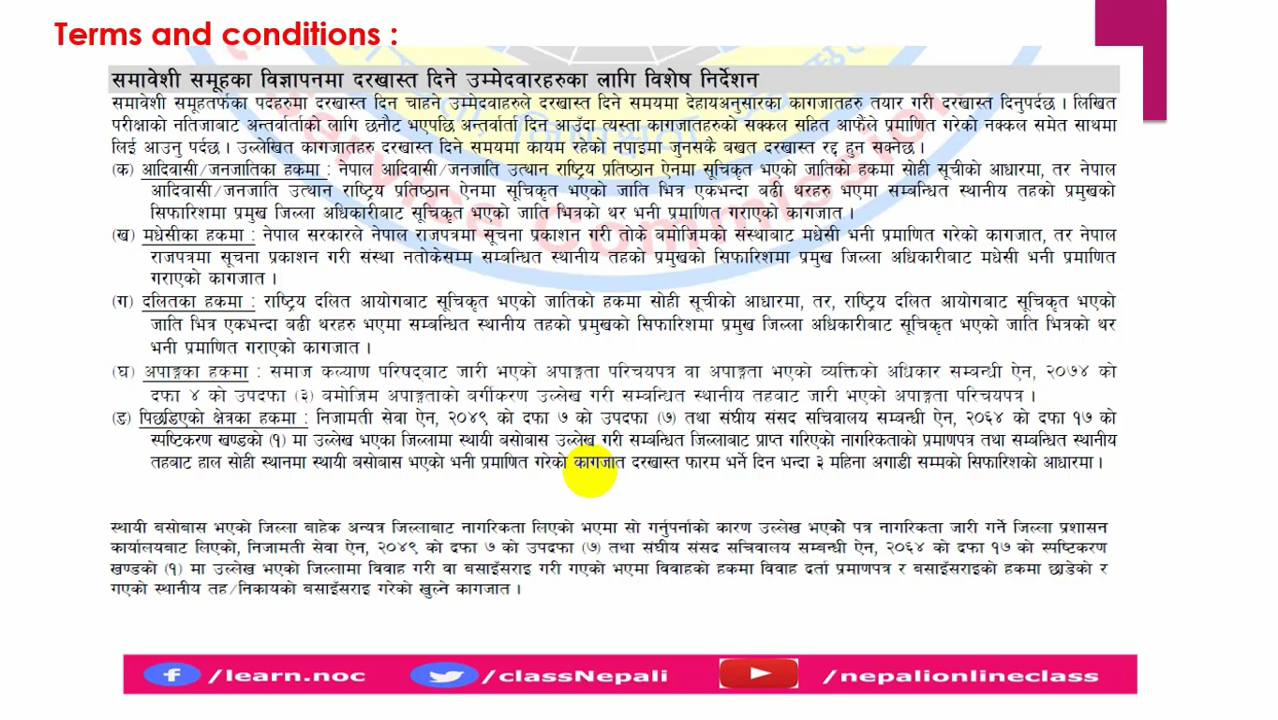 Terms and conditions :
समावेशी समूहका विज्ञापनमा दरखास्त दिने उम्मेदवारहरुका लागि विशेष निर्देशन
समावेशी समूहतर्फका पदहरुमा दरखास्त दिन चाहने उम्मेदवाहरुले दरखास्त दिने समयमा देहायअनुसारका कागजातहरु तयार गरी दरखास्त दिनुपर्दछ । लिखित
परीक्षाको नतिजाबाट अन्तर्वार्ताको लागि छनौट भएपछि अन्तर्वार्ता दिन आउँदा त्यस्ता कागजातहरुको सक्कल सहित आफैंले प्रमाणित गरेको नक्कल समेत साथमा
लिई आउनु पर्दछ । उल्लेखित कागजातहरु दरखास्त दिने समयमा कायम रहेको नपाइमा जुनसकै बखत दरखास्त रद्द हुन सक्नेछ ।
(क) आदिवासी/जनजातिका हकमा : नेपाल आदिवासी/जनजाति उत्थान राष्ट्रिय प्रतिष्ठान ऐनमा सूचिकृत भएको जातिको हकमा सोही सूचीको आधारमा, तर नेपाल
आदिवासी/जनजाति उत्थान राष्ट्रिय प्रतिष्ठान ऐनमा सूचिकृत भएको जाति भित्र एकभन्दा बढी थरहरु भएमा सम्बन्धित स्थानीय तहको प्रमुखको
सिफारिशमा प्रमुख जिल्ला अधिकारीबाट सूचिकृत भएको जाति भित्रको थर भनी प्रमाणित गराएको कागजात ।
(ख) मधेसीका हकमा : नेपाल सरकारले नेपाल राजपत्रमा सूचना प्रकाशन गरी तोके बमोजिमको संस्थाबाट मधेसी भनी प्रमाणित गरेको कागजात, तर नेपाल
राजपत्रमा सूचना प्रकाशन गरी संस्था नतोकेसम्म सम्बन्धित स्थानीय तहको प्रमुखको सिफारिशमा प्रमुख जिल्ला अधिकारीबाट मधेसी भनी प्रमाणित
गराएको कागजात ।
(ग) दलितका हकमा : राष्ट्रिय दलित आयोगबाट सूचिकृत भएको जातिको हकमा सोही सूचीको आधारमा, तर, राष्ट्रिय दलित आयोगबाट सूचिकृत भएको
जाति भित्र एकभन्दा बढी थरहरु भएमा सम्बन्धित स्थानीय तहको प्रमुखको सिफारिशमा प्रमुख जिल्ला अधिकारीबाट सूचिकृत भएको जाति भित्रको थर
भनी प्रमाणित गराएको कागजात ।
(घ) अपाङ्गका हकमा : समाज कल्याण परिषद्बाट जारी भएको अपाङ्गता परिचयपत्र वा अपाङ्गता भएको व्यक्तिको अधिकार सम्बन्धी ऐन, २०७४ को
दफा ४ को उपदफा (३) बमोजिम अपाङ्गताको वर्गीकरण उल्लेख गरी सम्बन्धित स्थानीय तहबाट जारी भएको अपाङ्गता परिचयपत्र ।
(ङ) पिछडिएको क्षेत्रका हकमा : निजामती सेवा ऐन, २०४९ को दफा ७ को उपदफा (७) तथा संघीय संसद सचिवालय सम्बन्धी ऐन, २०६४ को दफा १७ को
स्पष्टिकरण खण्डको (१) मा उल्लेख भएका जिल्लामा स्थायी बसोबास उल्लेख गरी सम्बन्धित जिल्लाबाट प्राप्त गरिएको नागरिकताको प्रमाणपत्र तथा सम्बन्धित स्थानीय
तहबाट हाल सोही स्थानमा स्थायी बसोबास भएको भनी प्रमाणित गरेको कागजात दरखास्त फारम भर्ने दिन भन्दा ३ महिना अगाडी सम्मको सिफारिशको आधारमा ।
स्थायी बसोबास भएको जिल्ला बाहेक अन्यत्र जिल्लाबाट नागरिकता लिएको भएमा सो गर्नुपर्नाको कारण उल्लेख भएको पत्र नागरिकता जारी गर्ने जिल्ला प्रशासन
कार्यालयबाट लिएको, निजामती सेवा ऐन, २०४९ को दफा ७ को उपदफा (७) तथा संघीय संसद सचिवालय सम्बन्धी ऐन, २०६४ को दफा १७ को स्पष्टिकरण
खण्डको (१) मा उल्लेख भएको जिल्लामा विवाह गरी वा बसाइँसराइ गरी गएको भएमा विवाहको हकमा विवाह दर्ता प्रमाणपत्र र बसाइँसराइको हकमा छाडेको र
गएको स्थानीय तह/निकायको बसाइँसराइ गरेको खुल्ने कागजात ।
/learn.noc
/classNepali
/nepalionlineclass